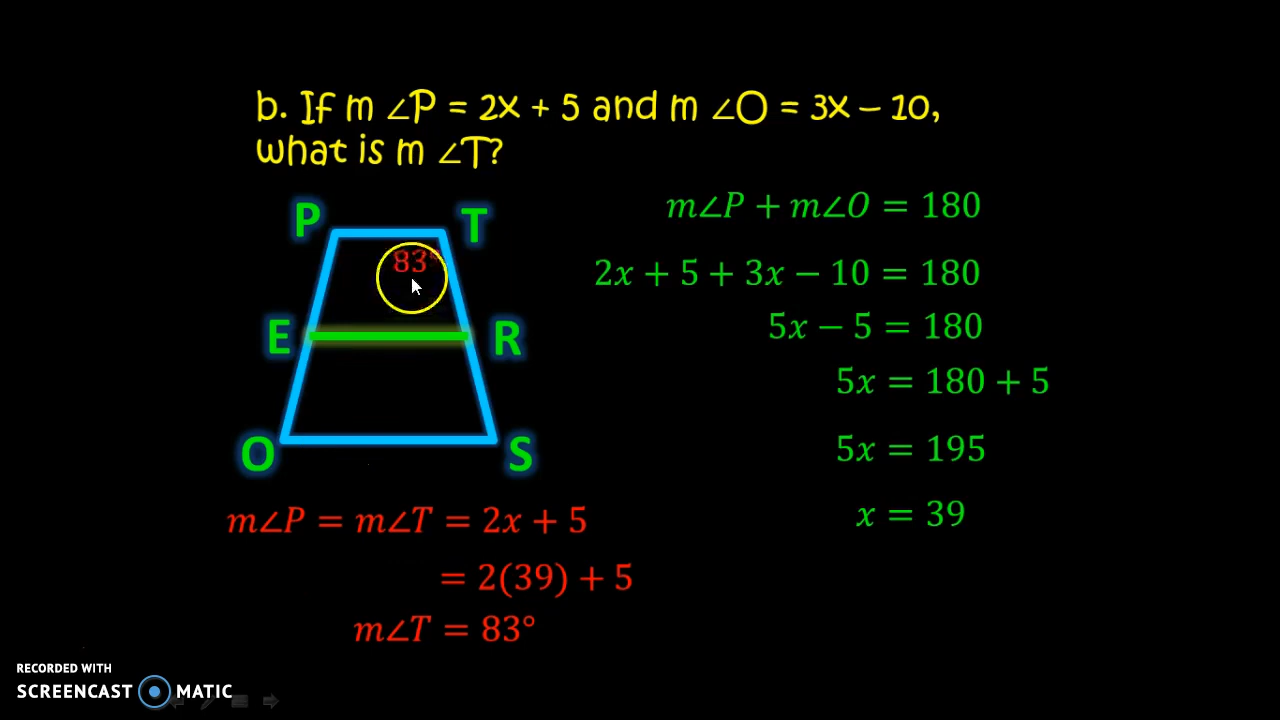 b. If m ∠P = 2x + 5 and m ∠O = 3x – 10,
what is m ∠T?
P
T
83°
E
R
O
S
m∠P + m∠O = 180
2x + 5 + 3x − 10 = 180
5x − 5 = 180
5x = 180 + 5
5x = 195
x = 39
m∠P = m∠T = 2x + 5
= 2(39) + 5
m∠T = 83°
RECORDED WITH
SCREENCAST MATIC